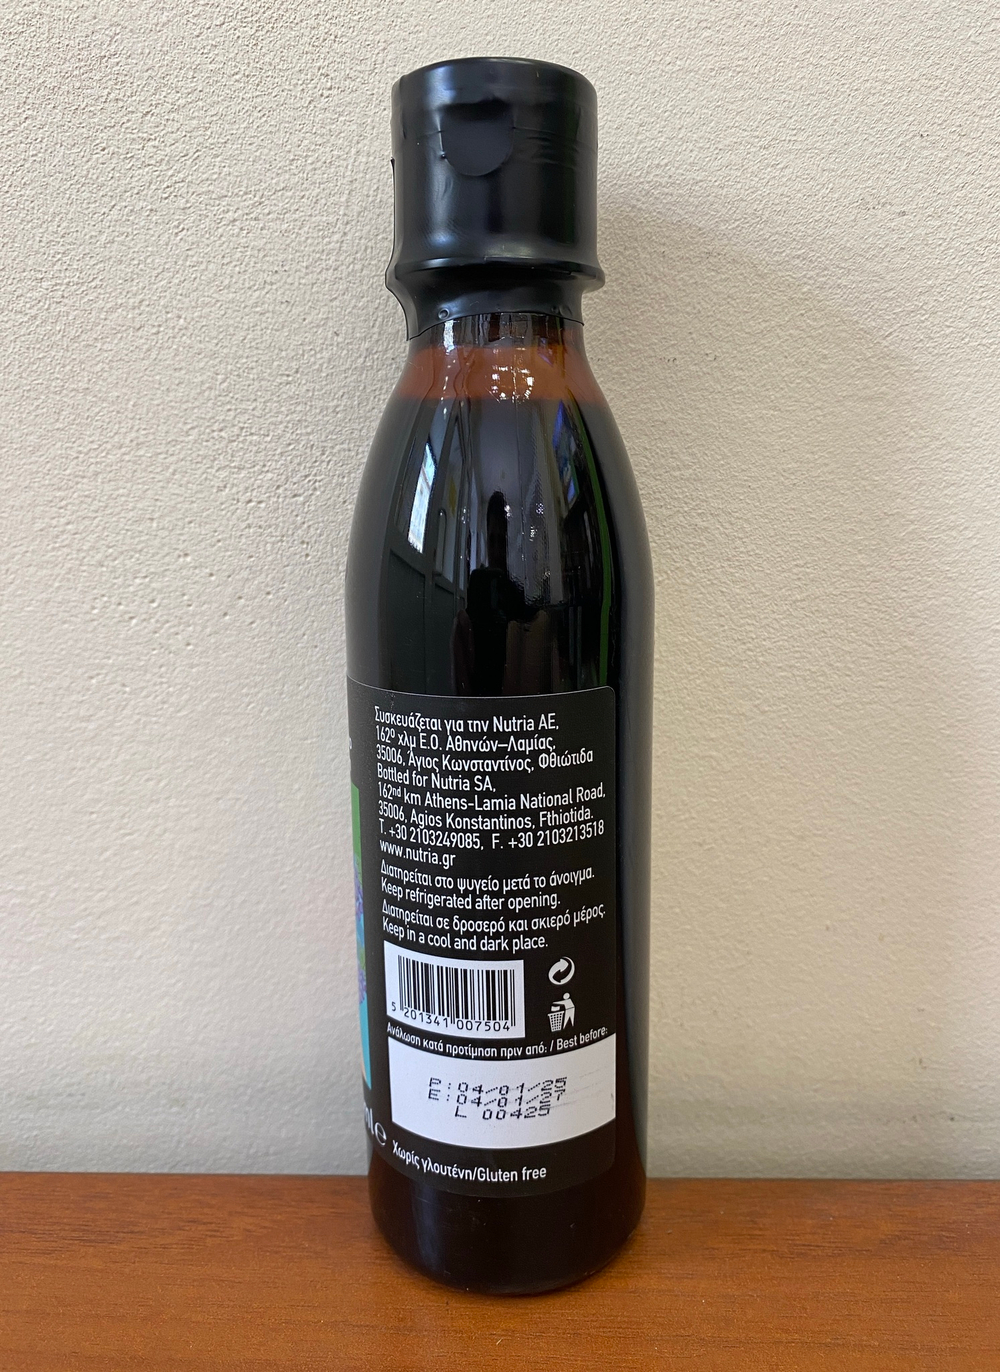 Συσκευάζεται για την Nutria AE,
162º χλμ Ε.Ο. Αθηνών–Λαμίας,
35006, Άγιος Κωνσταντίνος, Φθιώτιδα
Bottled for Nutria SA,
162nd km Athens-Lamia National Road,
35006, Agios Konstantinos, Fthiotida.
T. +30 2103249085, F. +30 2103213518
www.nutria.gr
Διατηρείται στο ψυγείο μετά το άνοιγμα.
Keep refrigerated after opening.
Διατηρείται σε δροσερό και σκιερό μέρος.
Keep in a cool and dark place.
5 201341 007504
Ανάλωση κατά προτίμηση πριν από: / Best before:
P:04/01/25
E:04/01/27
L 00425
Χωρίς γλουτένη/Gluten free